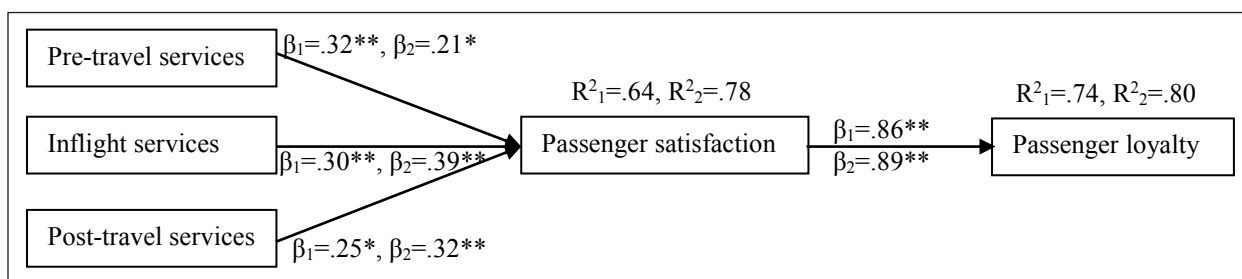 Pre-travel services
β₁=.32**, β₂=.21*
R²₁=.64, R²₂=.78
R²₁=.74, R²₂=.80
Inflight services
β₁=.30**, β₂=.39**
Passenger satisfaction
β₁=.86**
β₂=.89**
Passenger loyalty
Post-travel services
β₁=.25*, β₂=.32**